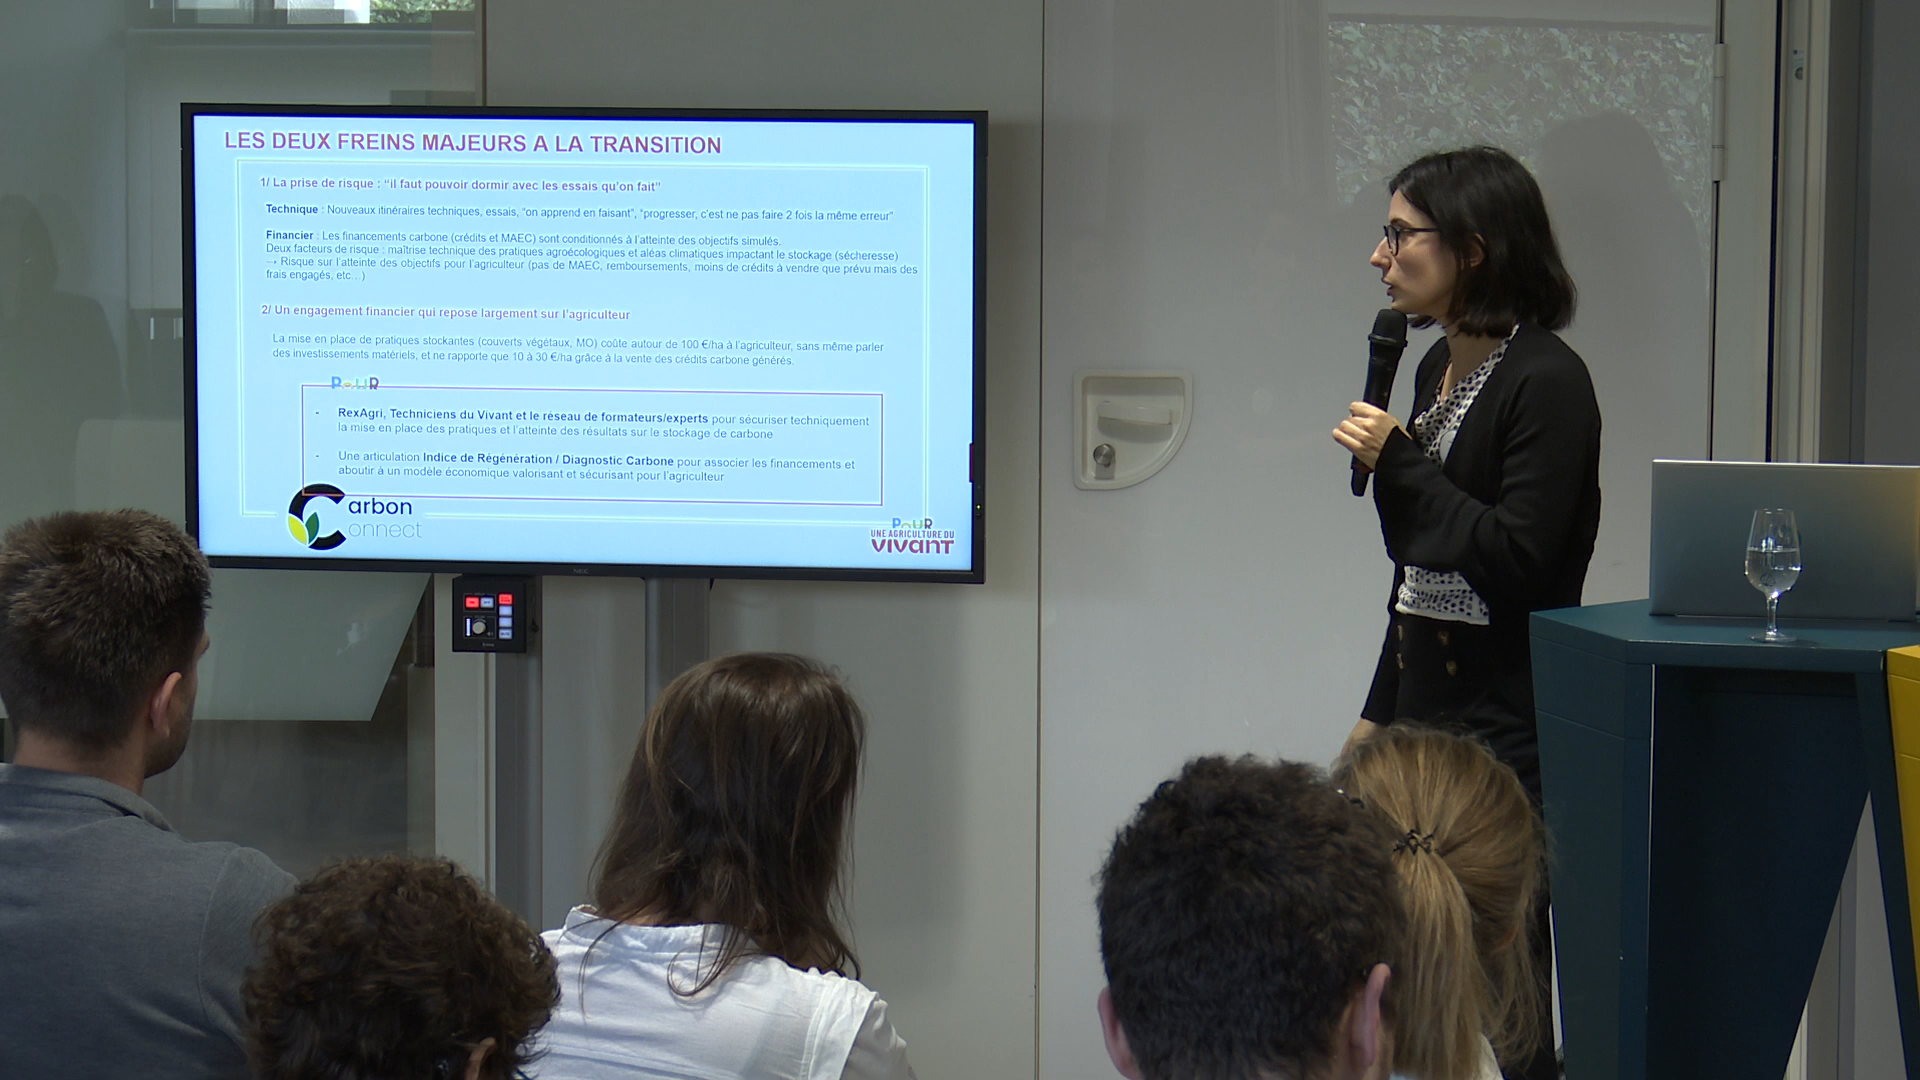 LES DEUX FREINS MAJEURS A LA TRANSITION
1/ La prise de risque : “il faut pouvoir dormir avec les essais qu’on fait”
Technique : Nouveaux itinéraires techniques, essais, “on apprend en faisant”, “progresser, c’est ne pas faire 2 fois la même erreur”
Financier : Les financements carbone (crédits et MAEC) sont conditionnés à l’atteinte des objectifs simulés.
Deux facteurs de risque : maîtrise technique des pratiques agroécologiques et aléas climatiques impactant le stockage (sécheresse)
→ Risque sur l’atteinte des objectifs pour l’agriculteur (pas de MAEC, remboursements, moins de crédits à vendre que prévu mais des
frais engagés, etc…)
2/ Un engagement financier qui repose largement sur l’agriculteur
La mise en place de pratiques stockantes (couverts végétaux, MO) coûte autour de 100 €/ha à l’agriculteur, sans même parler
des investissements matériels, et ne rapporte que 10 à 30 €/ha grâce à la vente des crédits carbone générés.
POUR
- RexAgri, Techniciens du Vivant et le réseau de formateurs/experts pour sécuriser techniquement
la mise en place des pratiques et l’atteinte des résultats sur le stockage de carbone
- Une articulation Indice de Régénération / Diagnostic Carbone pour associer les financements et
aboutir à un modèle économique valorisant et sécurisant pour l’agriculteur
Carbon
Connect
POUR
UNE AGRICULTURE DU
VIVANT
NEC